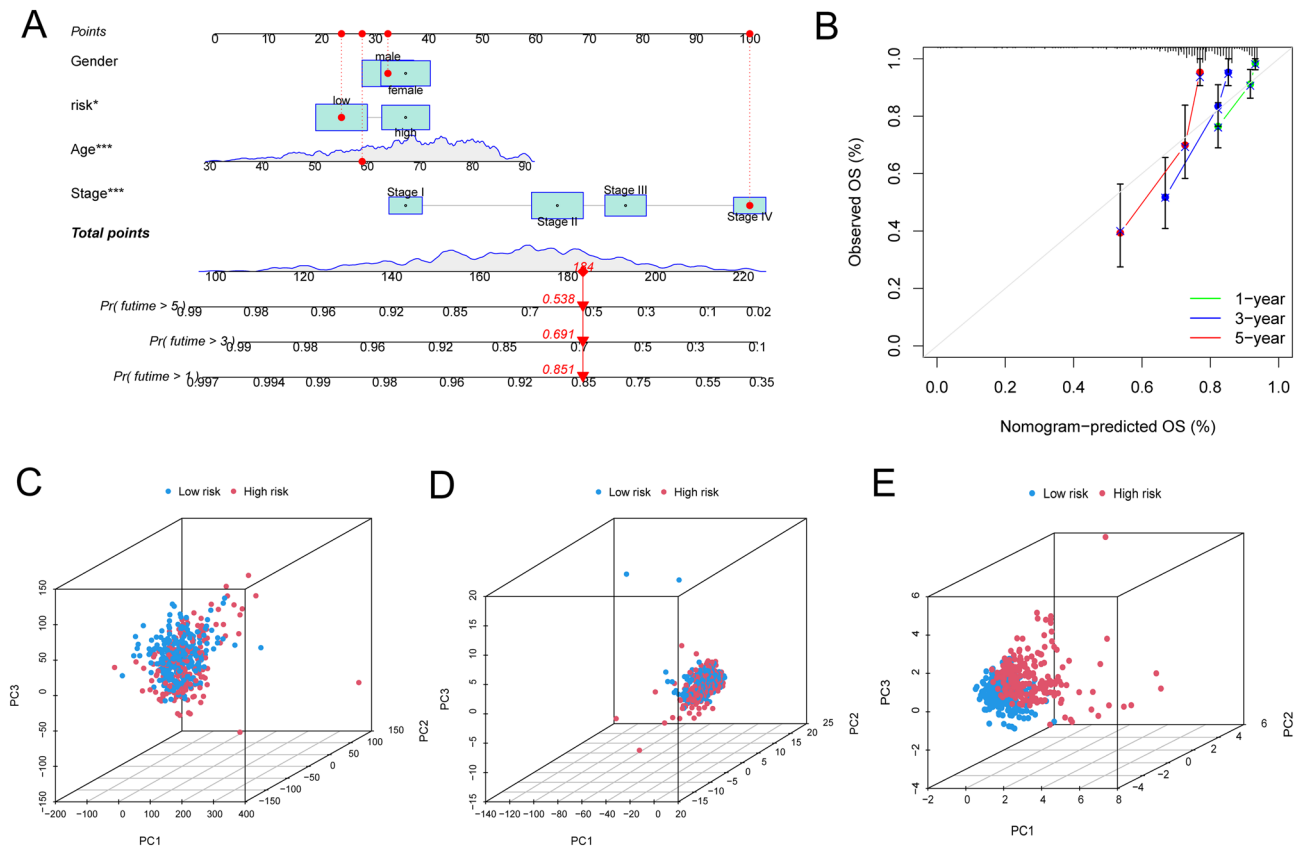 A
Points
0 10 20 30 40 50 60 70 80 90 100
Gender
male
female
risk*
low
high
Age***
30 40 50 60 70 80 90
Stage***
Stage I
Stage II
Stage III
Stage IV
Total points
184
100 120 140 160 180 200 220
0.538
Pr( futime > 5 )
0.99 0.98 0.96 0.92 0.85 0.7 0.5 0.3 0.1 0.02
0.691
Pr( futime > 3 )
0.99 0.98 0.96 0.92 0.85 0.7 0.5 0.3 0.1
0.851
Pr( futime > 1 )
0.997 0.994 0.99 0.98 0.96 0.92 0.85 0.75 0.55 0.35
B
Observed OS (%)
1.0
0.8
0.6
0.4
0.2
0.0
1-year
3-year
5-year
0.0 0.2 0.4 0.6 0.8 1.0
Nomogram-predicted OS (%)
C
Low risk High risk
PC3
150
100
50
0
-50
-100
-150
-200 -100 0 100 200 300 400
PC1
-150
-100
-50
0
50
100
150
PC2
D
Low risk High risk
PC3
20
15
10
5
0
-5
-10
-15
-140 -120 -100 -80 -60 -40 -20 0 20
PC1
-15
-10
-5
0
5
10
15
20
25
PC2
E
Low risk High risk
PC3
6
4
2
0
-2
-4
-2 0 2 4 6 8
PC1
-4
-2
0
2
4
6
PC2